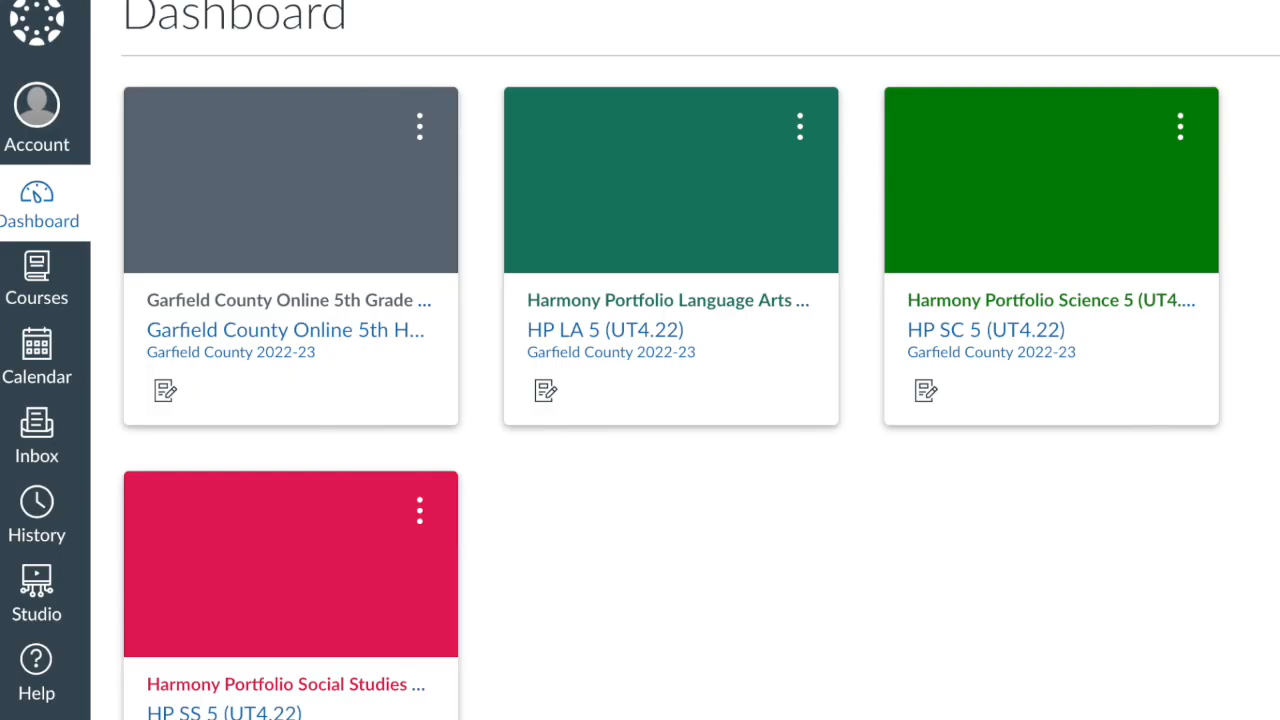 Dashboard
Account
Dashboard
Courses
Calendar
Inbox
History
Studio
Help
Garfield County Online 5th Grade ...
Garfield County Online 5th H...
Garfield County 2022-23
Harmony Portfolio Language Arts ...
HP LA 5 (UT4.22)
Garfield County 2022-23
Harmony Portfolio Science 5 (UT4....
HP SC 5 (UT4.22)
Garfield County 2022-23
Harmony Portfolio Social Studies ...
HP SS 5 (UT4.22)